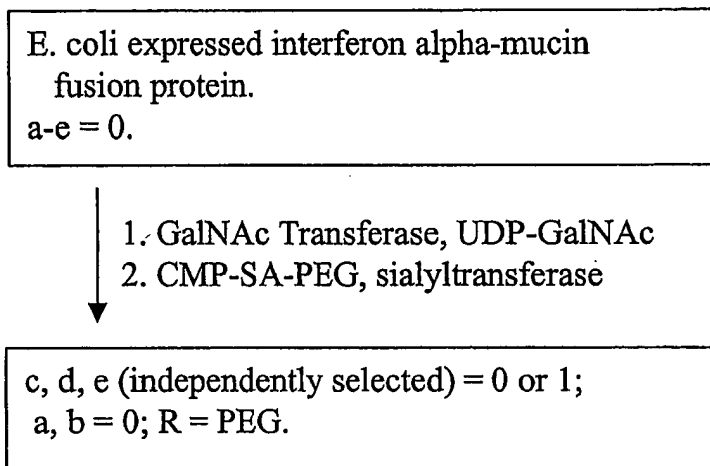 E. coli expressed interferon alpha-mucin
fusion protein.
a-e = 0.
1. GalNAc Transferase, UDP-GalNAc
2. CMP-SA-PEG, sialyltransferase
c, d, e (independently selected) = 0 or 1;
a, b = 0; R = PEG.